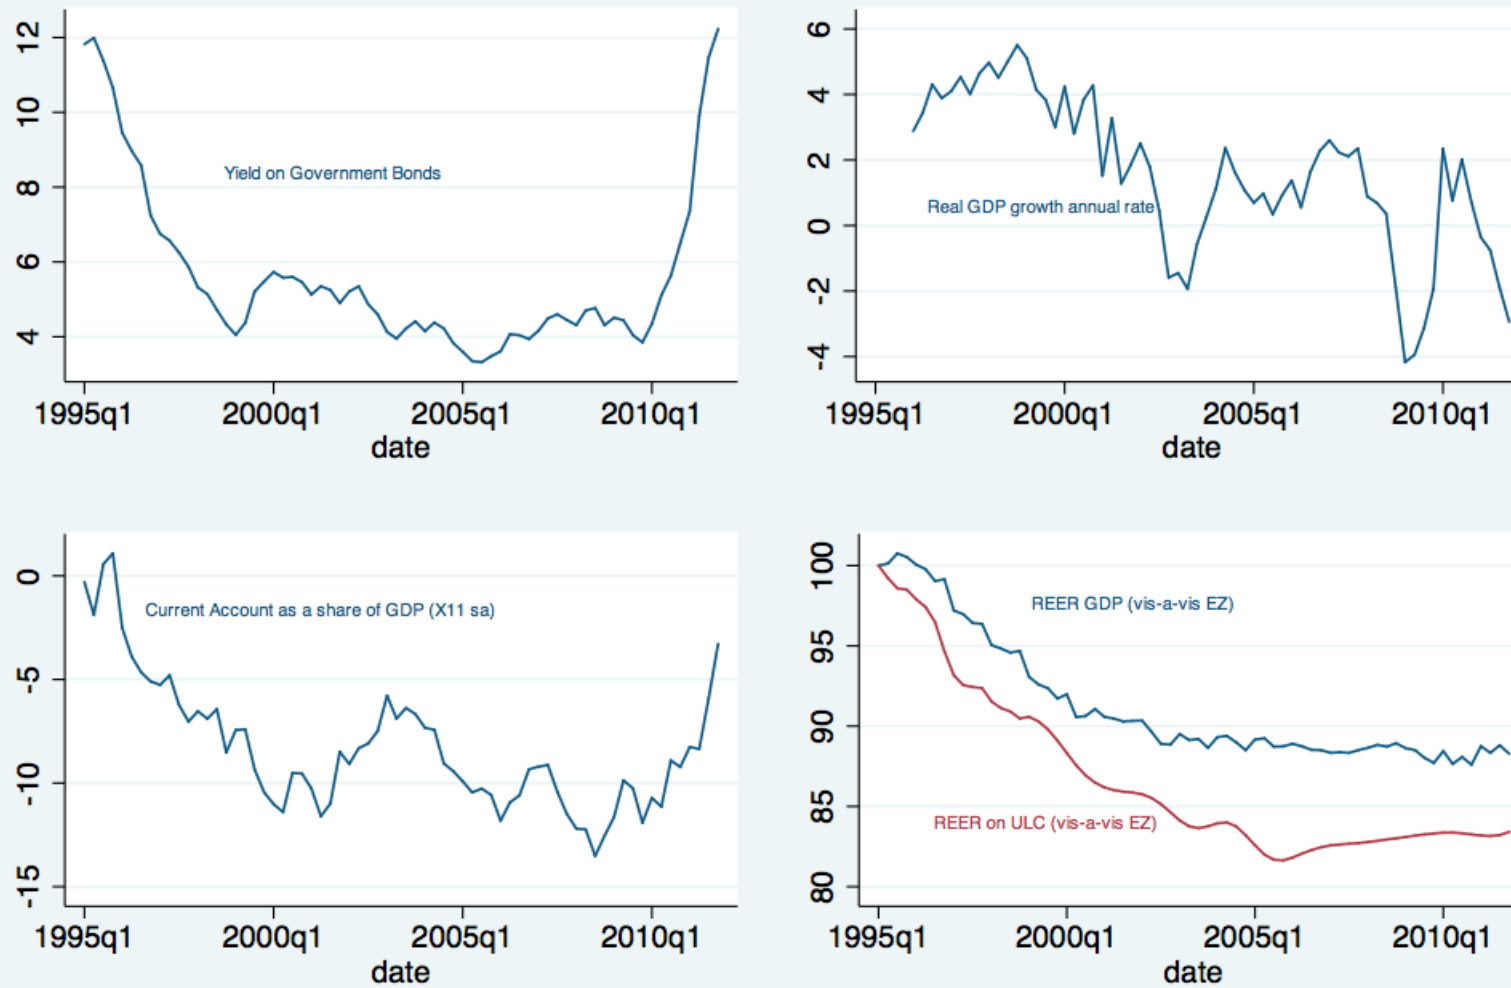 12
10
8
6
4
Yield on Government Bonds
1995q1
2000q1
2005q1
2010q1
date
6
4
2
0
-2
-4
Real GDP growth annual rate
1995q1
2000q1
2005q1
2010q1
date
0
-5
-10
-15
Current Account as a share of GDP (X11 sa)
1995q1
2000q1
2005q1
2010q1
date
100
95
90
85
80
REER GDP (vis-a-vis EZ)
REER on ULC (vis-a-vis EZ)
1995q1
2000q1
2005q1
2010q1
date